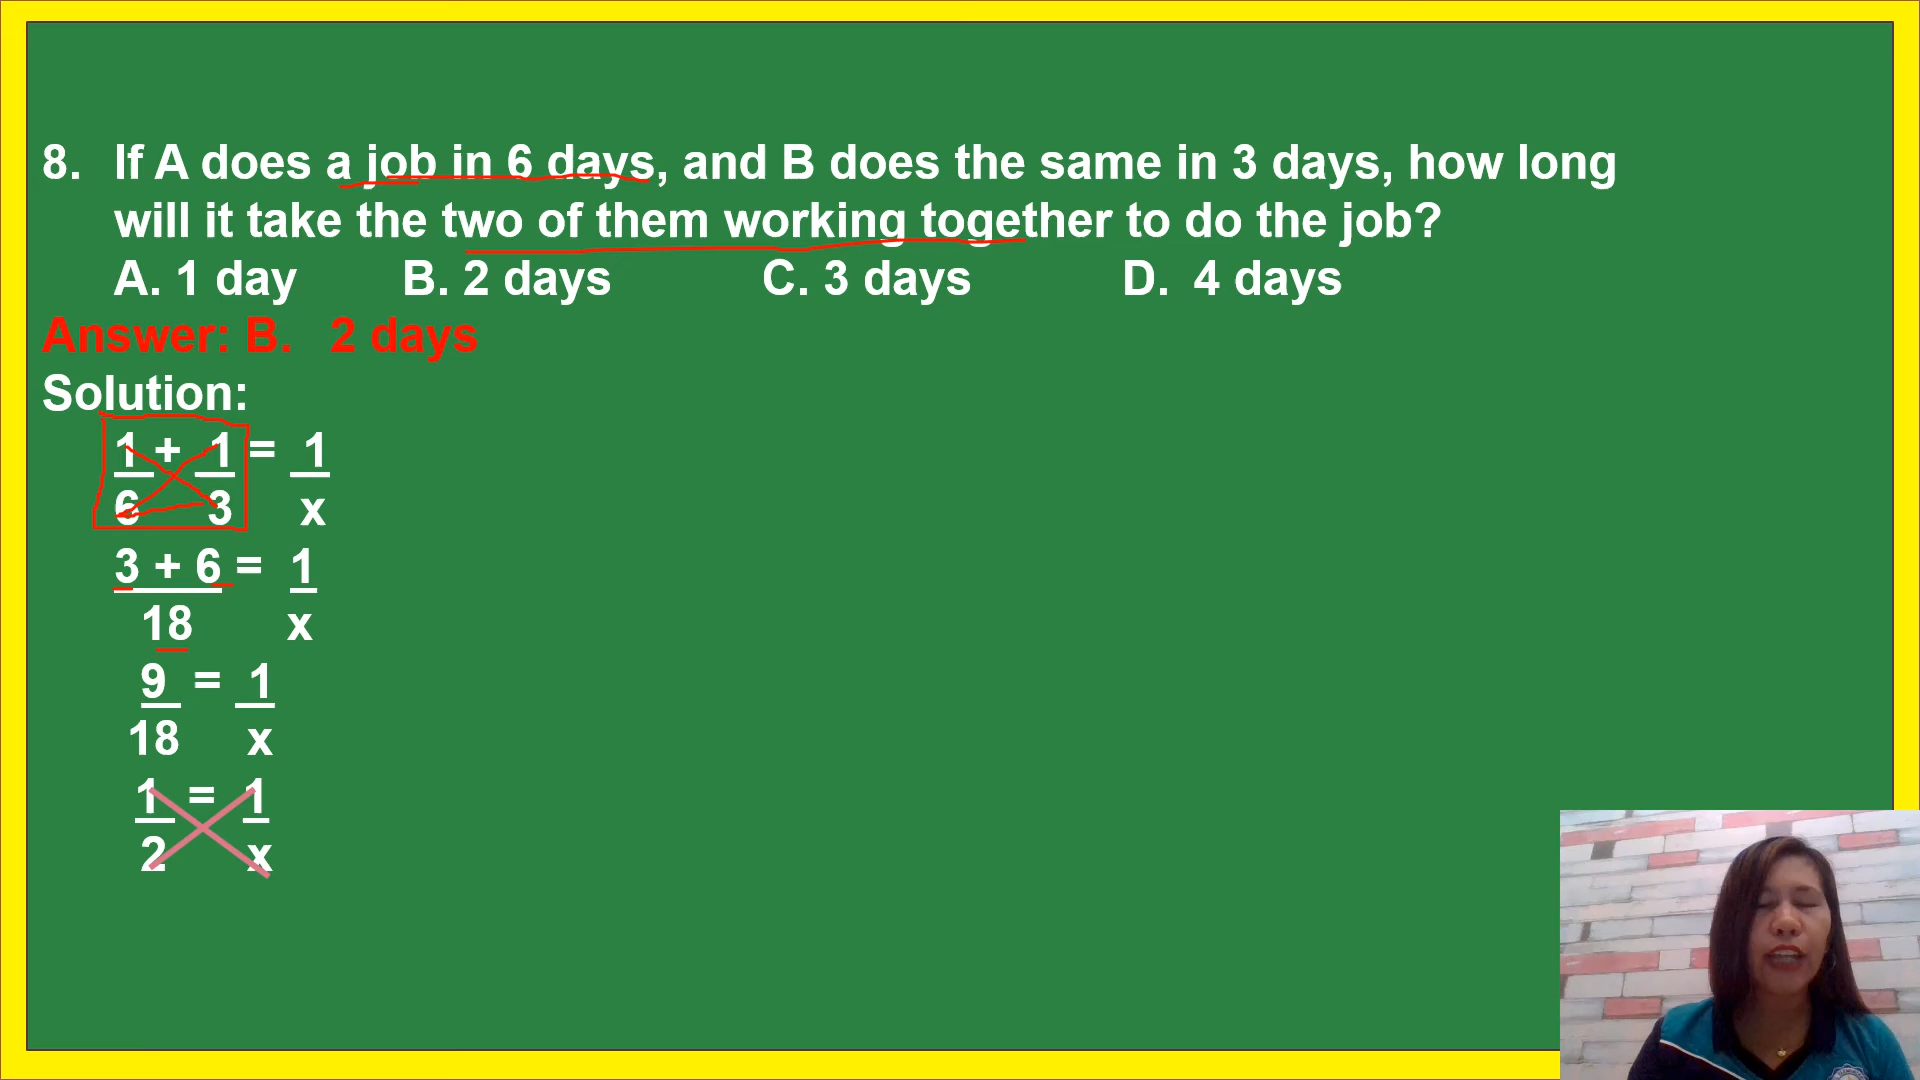 8. If A does a job in 6 days, and B does the same in 3 days, how long
will it take the two of them working together to do the job?
A. 1 day B. 2 days C. 3 days D. 4 days
Answer: B. 2 days
Solution:
1 + 1 = 1
6 3 x
3 + 6 = 1
18 x
9 = 1
18 x
1 = 1
2 x